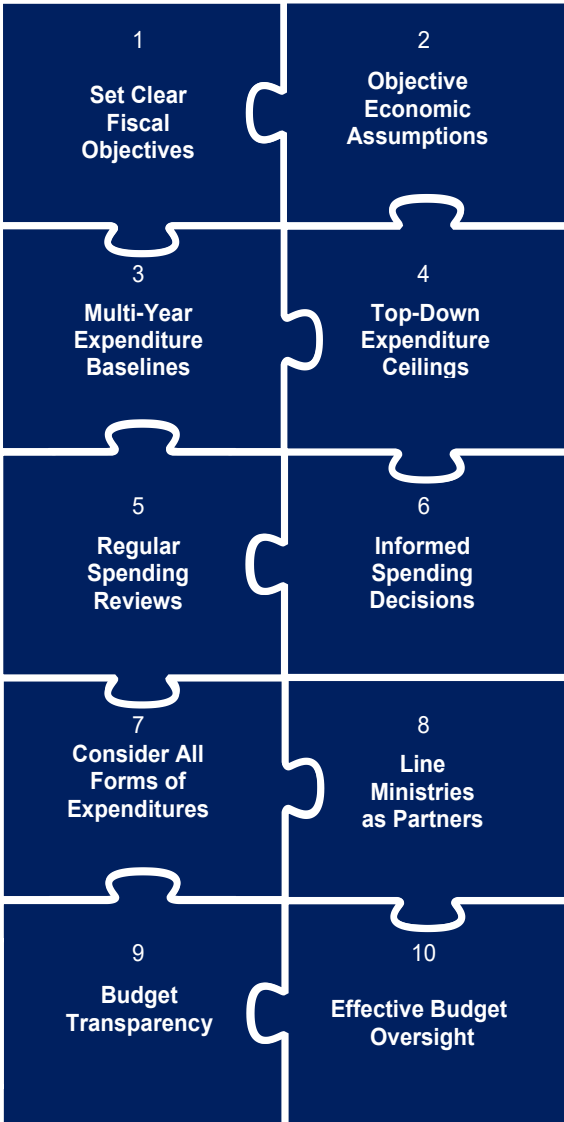 1
Set Clear
Fiscal
Objectives
2
Objective
Economic
Assumptions
3
Multi-Year
Expenditure
Baselines
4
Top-Down
Expenditure
Ceilings
5
Regular
Spending
Reviews
6
Informed
Spending
Decisions
7
Consider All
Forms of
Expenditures
8
Line
Ministries
as Partners
9
Budget
Transparency
10
Effective Budget
Oversight